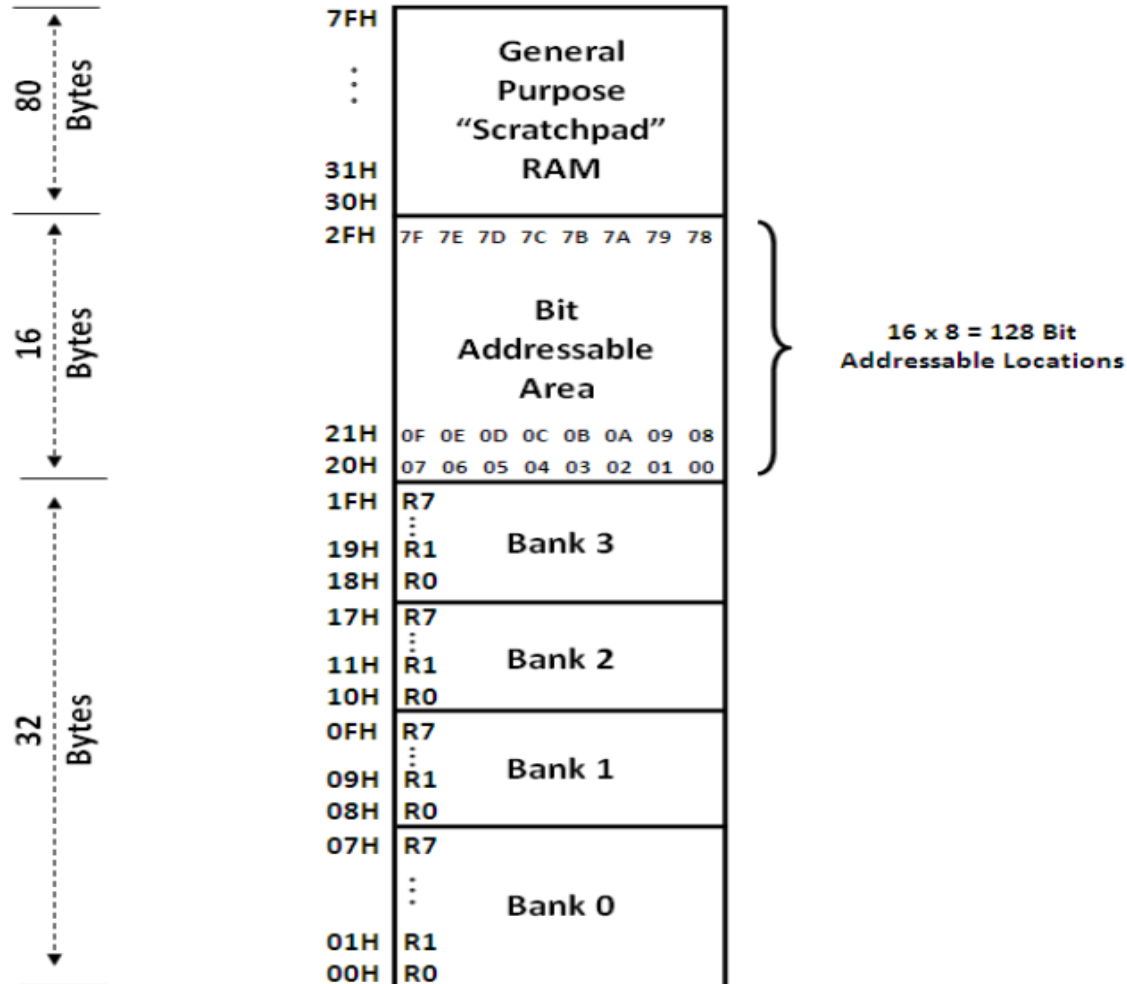 7FH
General
Purpose
“Scratchpad”
RAM
80
Bytes
31H
30H
2FH
7F 7E 7D 7C 7B 7A 79 78
Bit
Addressable
Area
16
Bytes
16 x 8 = 128 Bit
Addressable Locations
21H
0F 0E 0D 0C 0B 0A 09 08
20H
07 06 05 04 03 02 01 00
1FH R7
Bank 3
19H R1
18H R0
17H R7
Bank 2
11H R1
10H R0
32
Bytes
0FH R7
Bank 1
09H R1
08H R0
07H R7
Bank 0
01H R1
00H R0